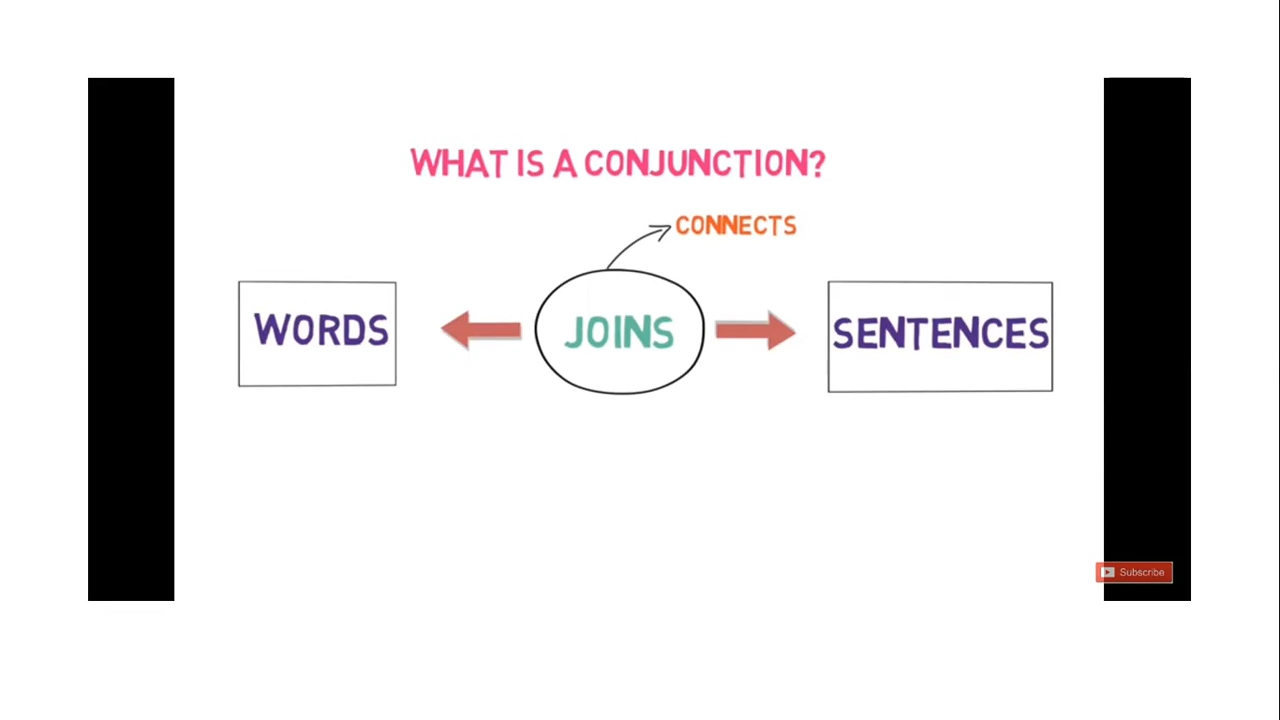 WHAT IS A CONJUNCTION?
CONNECTS
WORDS
JOINS
SENTENCES
Subscribe